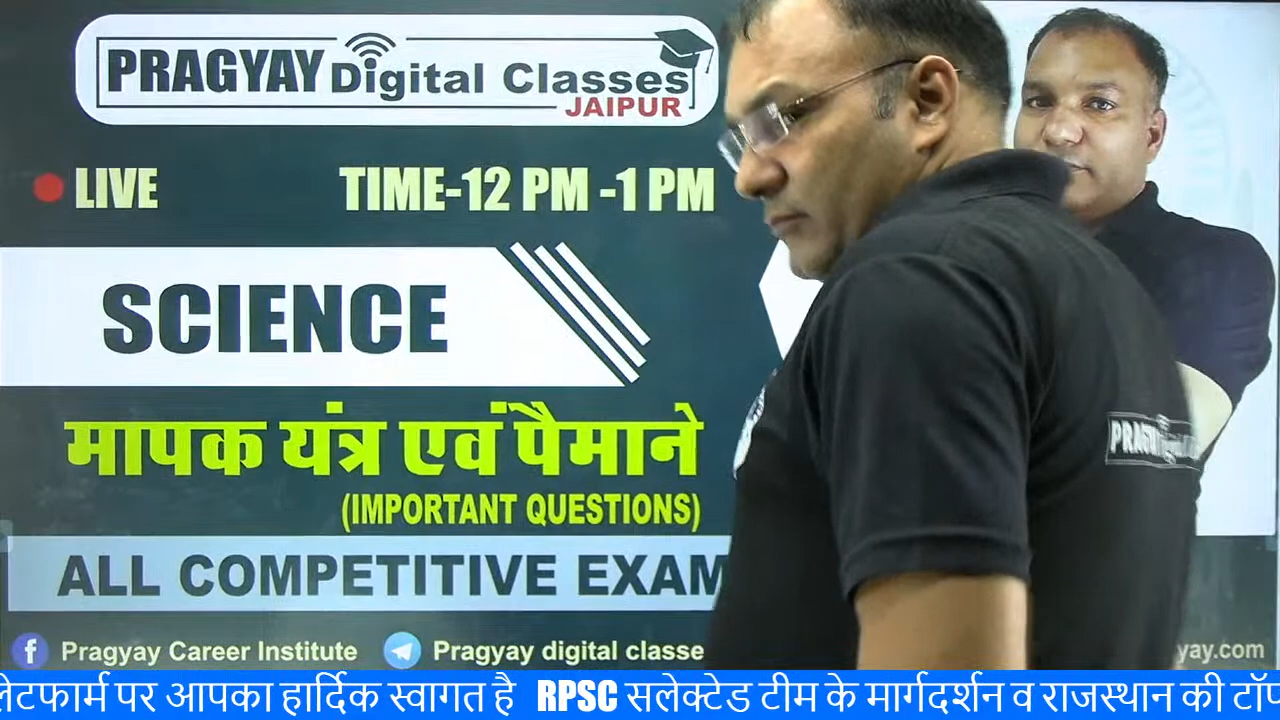 PRAGYAY Digital Classes
JAIPUR
LIVE
TIME-12 PM -1 PM
SCIENCE
मापक यंत्र एवं पैमाने
(IMPORTANT QUESTIONS)
ALL COMPETITIVE EXAM
Pragyay Career Institute
Pragyay digital classe
yay.com
लेटफार्म पर आपका हार्दिक स्वागत है RPSC सलेक्टेड टीम के मार्गदर्शन व राजस्थान की टॉप